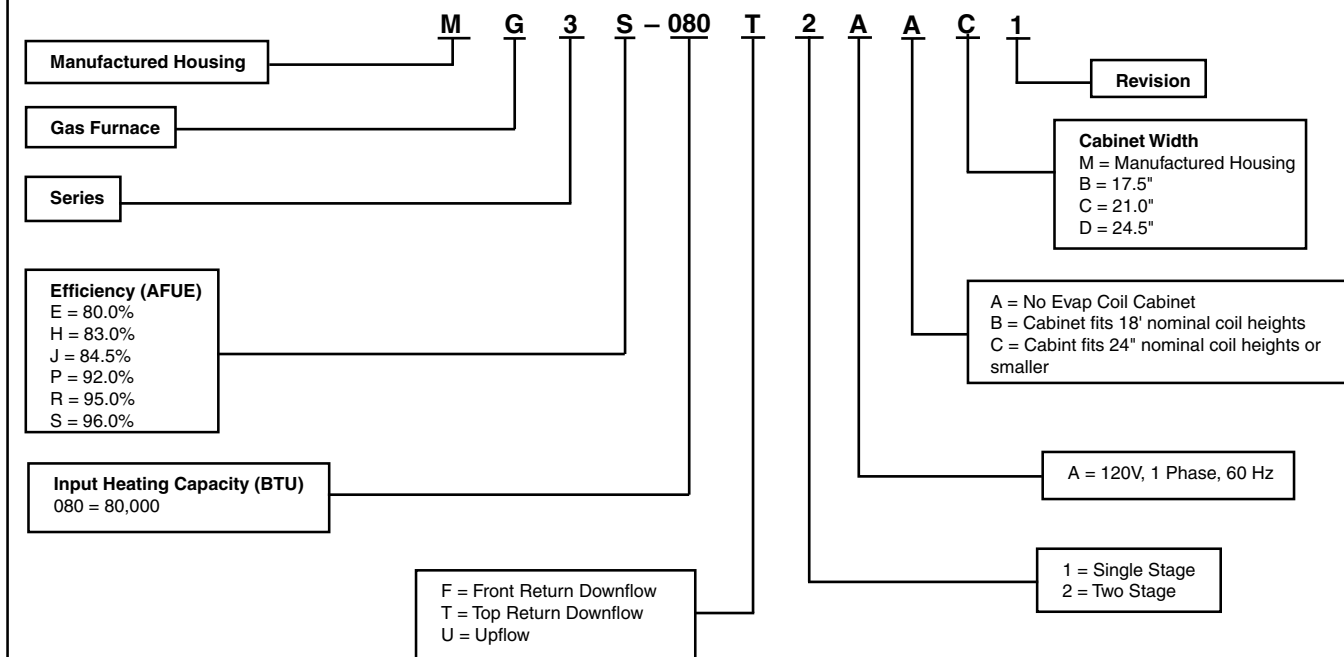 M G 3 S – 080 T 2 A A C 1
Manufactured Housing
Revision
Gas Furnace
Cabinet Width
M = Manufactured Housing
B = 17.5"
C = 21.0"
D = 24.5"
Series
Efficiency (AFUE)
E = 80.0%
H = 83.0%
J = 84.5%
P = 92.0%
R = 95.0%
S = 96.0%
A = No Evap Coil Cabinet
B = Cabinet fits 18' nominal coil heights
C = Cabint fits 24" nominal coil heights or
smaller
Input Heating Capacity (BTU)
080 = 80,000
A = 120V, 1 Phase, 60 Hz
F = Front Return Downflow
T = Top Return Downflow
U = Upflow
1 = Single Stage
2 = Two Stage